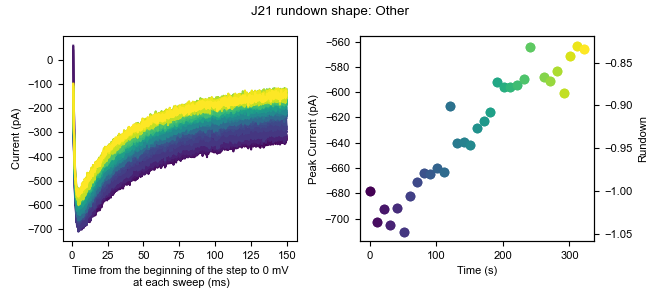 J21 rundown shape: Other
Current (pA)
0
−100
−200
−300
−400
−500
−600
−700
0 25 50 75 100 125 150
Time from the beginning of the step to 0 mV
at each sweep (ms)
Peak Current (pA)
−560
−580
−600
−620
−640
−660
−680
−700
0 100 200 300
Time (s)
−0.85
−0.90
−0.95
−1.00
−1.05
Rundown